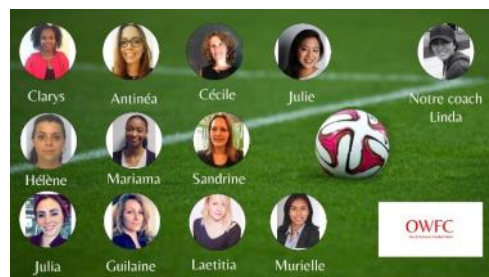 Clarys
Antinéa
Cécile
Julie
Notre coach
Linda
Hélène
Mariama
Sandrine
Julia
Guilaine
Laetitia
Murielle
OWFC